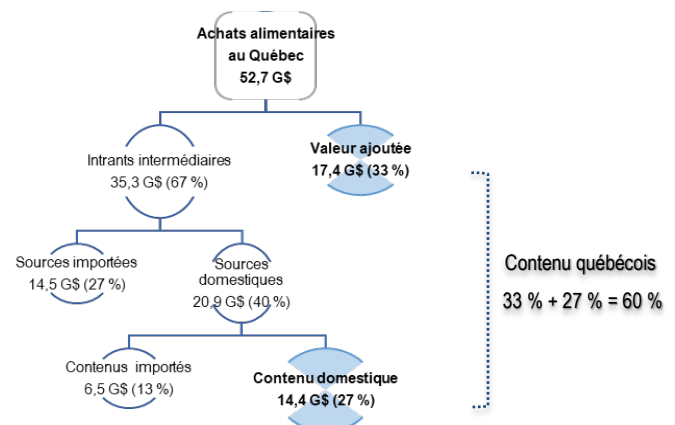 Achats alimentaires
au Québec
52,7 G$
Intrants intermédiaires
35,3 G$ (67 %)
Valeur ajoutée
17,4 G$ (33 %)
Sources importées
14,5 G$ (27 %)
Sources
domestiques
20,9 G$ (40 %)
Contenu québécois
33 % + 27 % = 60 %
Contenus importés
6,5 G$ (13 %)
Contenu domestique
14,4 G$ (27 %)